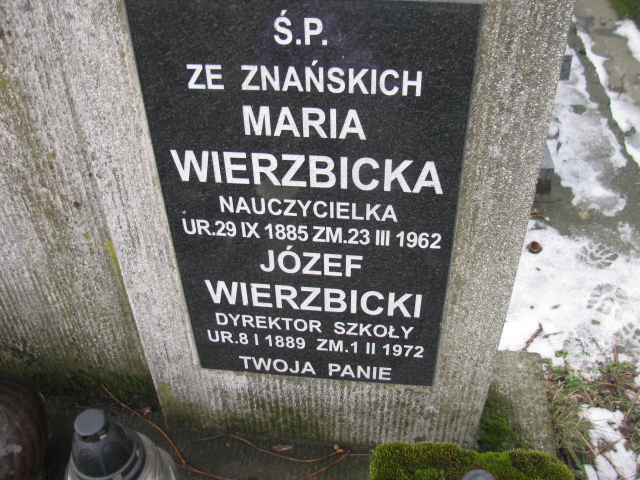 Ś.P.
ZE ZNAŃSKICH
MARIA
WIERZBICKA
NAUCZYCIELKA
UR.29 IX 1885 ZM.23 III 1962
JÓZEF
WIERZBICKI
DYREKTOR SZKOŁY
UR.8 I 1889 ZM.1 II 1972
TWOJA PANIE